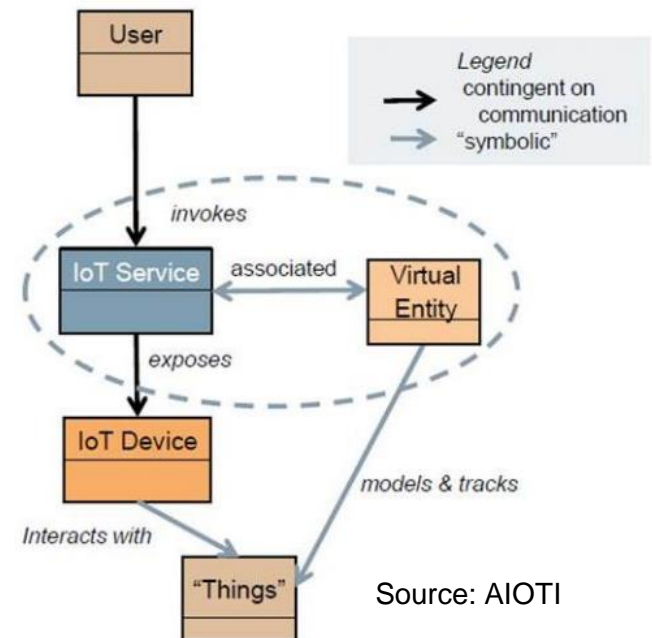 User
Legend
contingent on
communication
"symbolic"
invokes
IoT Service
associated
Virtual
Entity
exposes
IoT Device
models & tracks
Interacts with
"Things"
Source: AIOTI